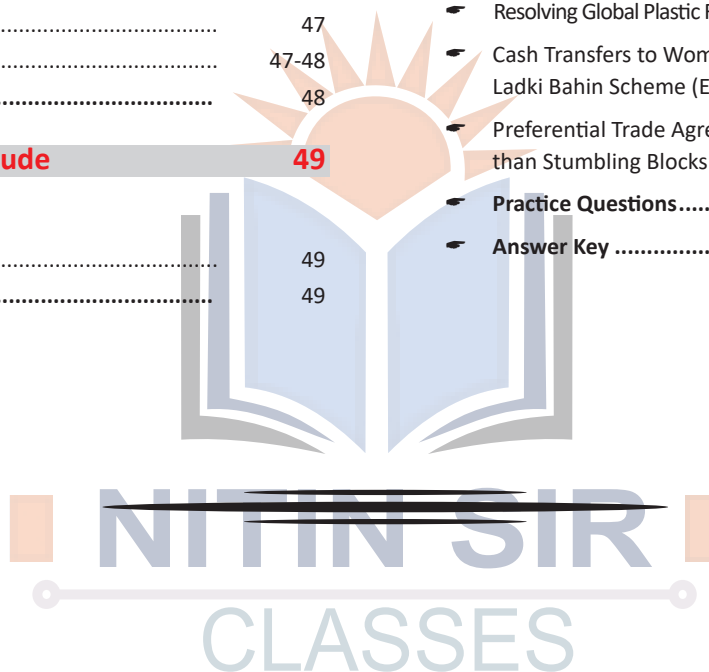 ........................................ 47
........................................ 47-48
........................................ 48
ude 49
........................................ 49
........................................ 49
Resolving Global Plastic
Cash Transfers to Wom
Ladki Bahin Scheme (E
Preferential Trade Agre
than Stumbling Blocks
Practice Questions.....
Answer Key ................
NITIN SIR
CLASSES